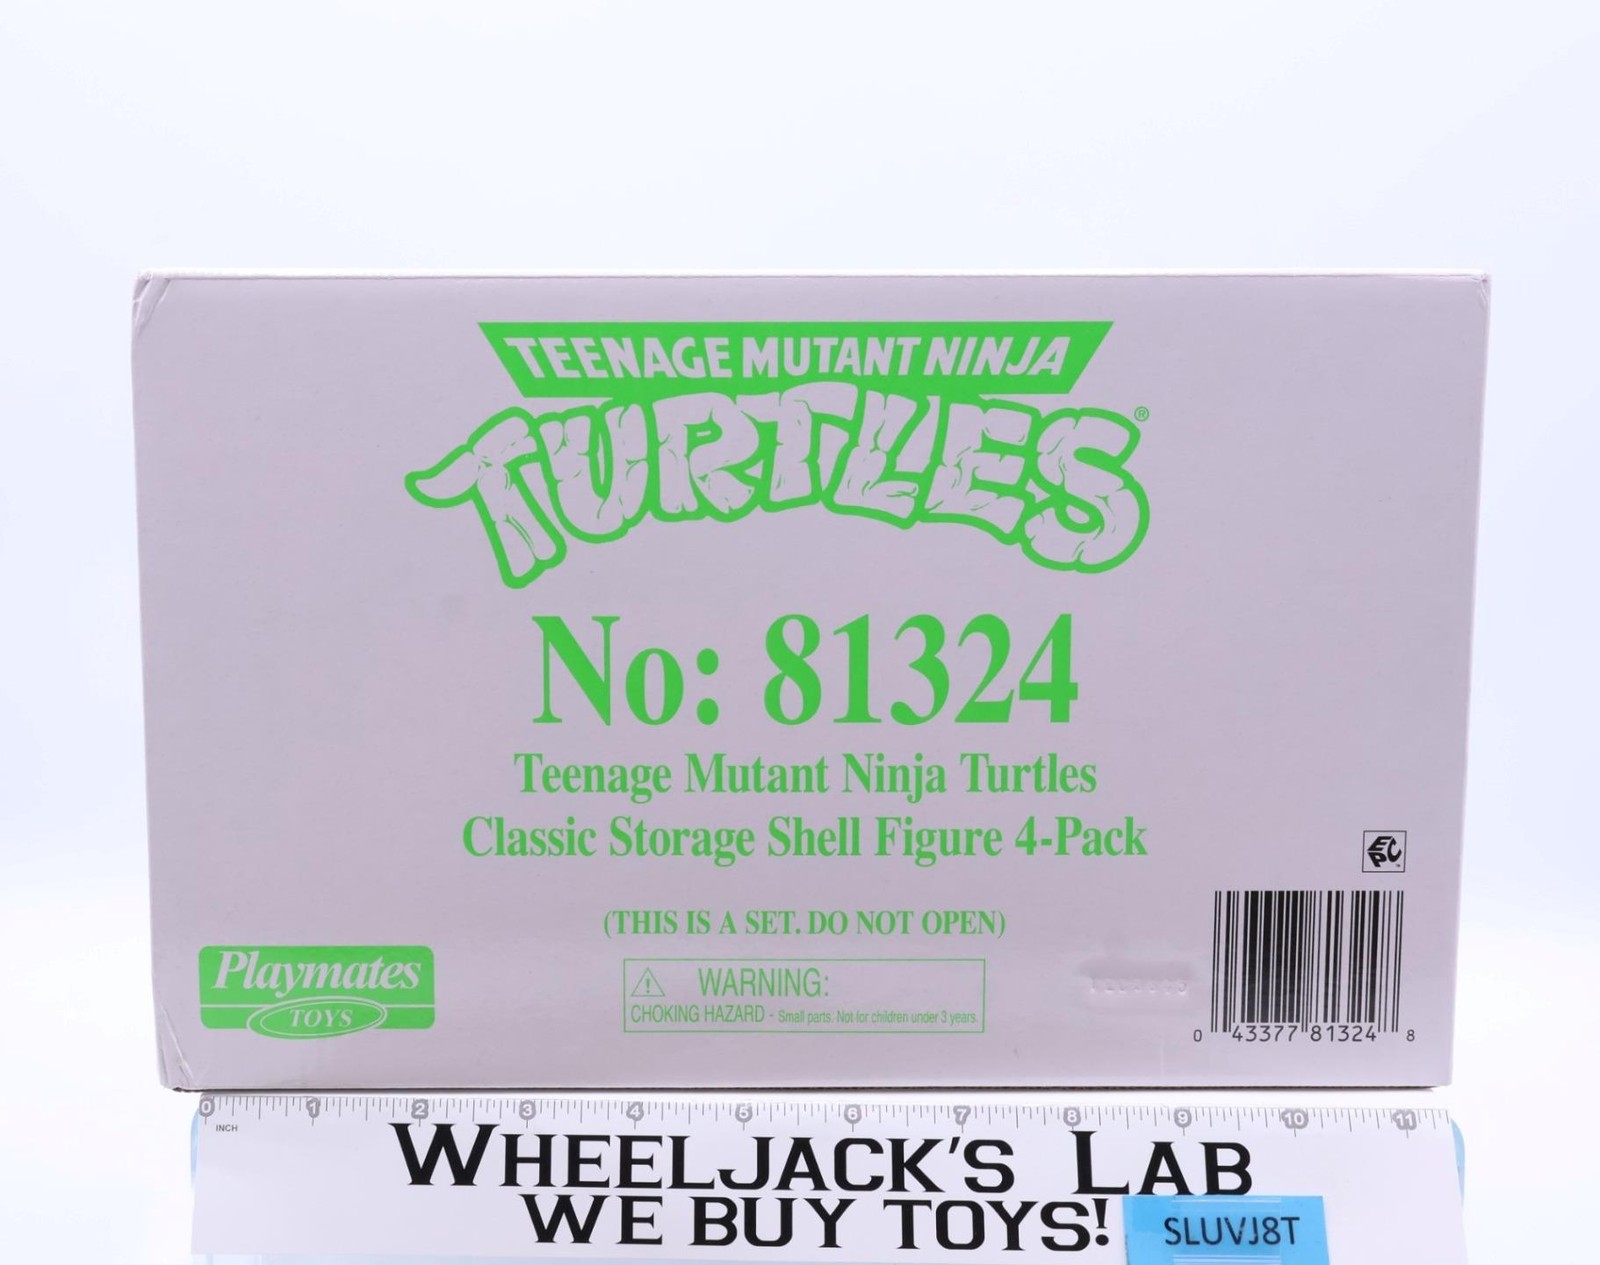 TEENAGE MUTANT NINJA
TURTLES®
No: 81324
Teenage Mutant Ninja Turtles
Classic Storage Shell Figure 4-Pack
(THIS IS A SET. DO NOT OPEN)
Playmates
TOYS
WARNING:
CHOKING HAZARD - Small parts. Not for children under 3 years.
EPC
0 43377 81324 8
0 1 2 3 4 5 6 7 8 9 10 11
INCH
WHEELJACK'S LAB
WE BUY TOYS!
SLUVJ8T